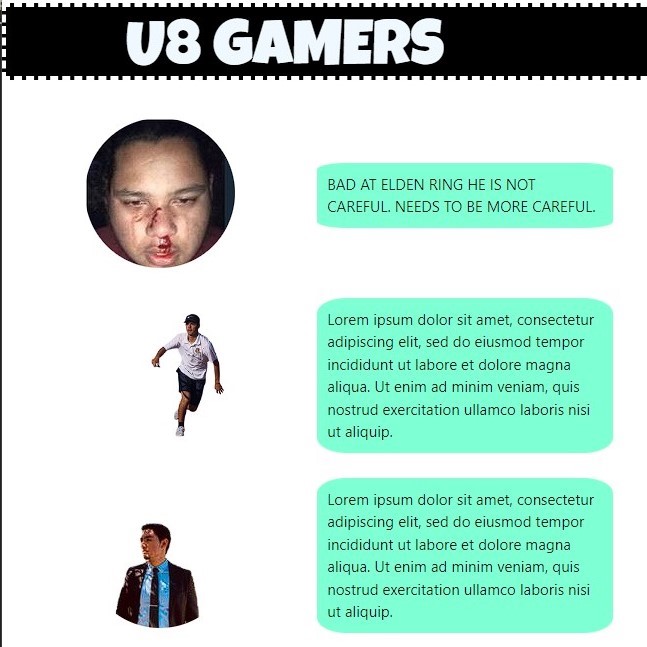 U8 GAMERS
BAD AT ELDEN RING HE IS NOT
CAREFUL. NEEDS TO BE MORE CAREFUL.
Lorem ipsum dolor sit amet, consectetur
adipiscing elit, sed do eiusmod tempor
incididunt ut labore et dolore magna
aliqua. Ut enim ad minim veniam, quis
nostrud exercitation ullamco laboris nisi
ut aliquip.
Lorem ipsum dolor sit amet, consectetur
adipiscing elit, sed do eiusmod tempor
incididunt ut labore et dolore magna
aliqua. Ut enim ad minim veniam, quis
nostrud exercitation ullamco laboris nisi
ut aliquip.